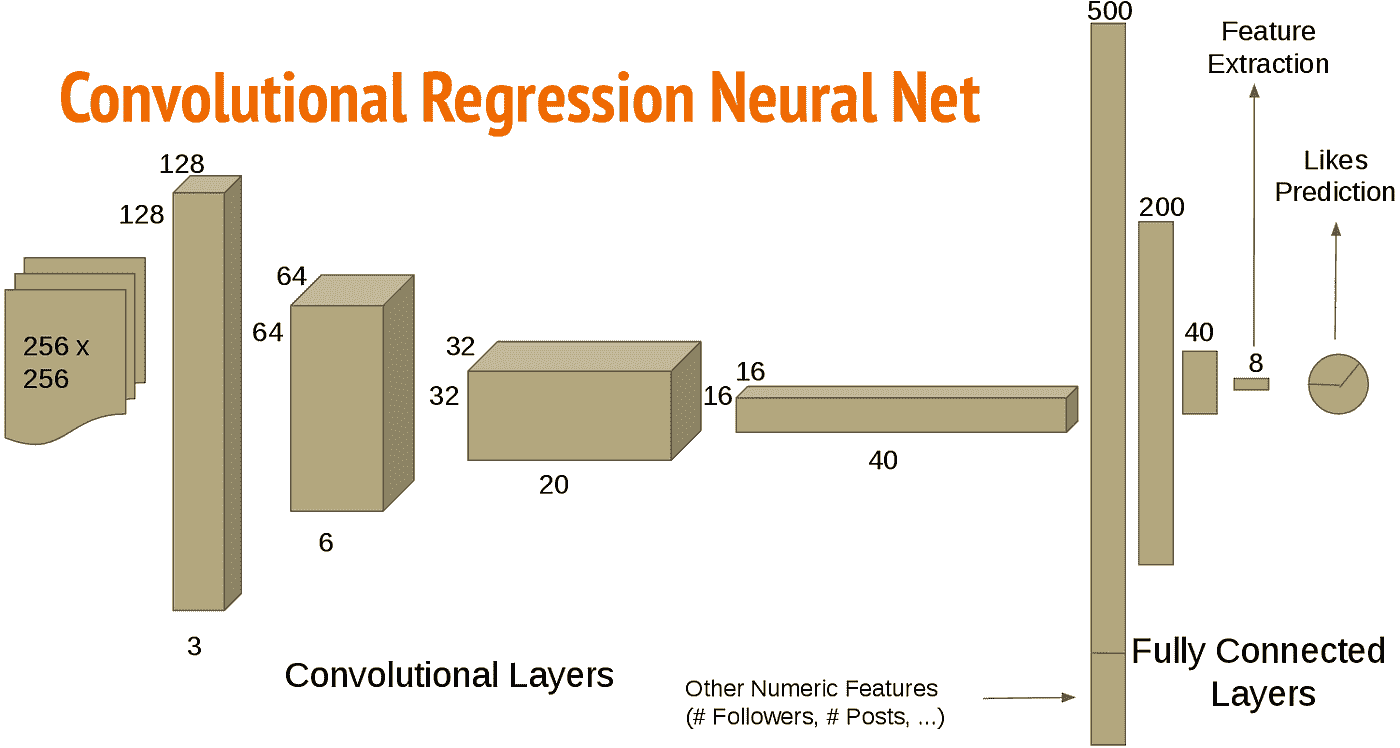 Convolutional Regression Neural Net
256 x
256
128
128
3
64
64
6
32
32
20
16
16
40
Convolutional Layers
Other Numeric Features
(# Followers, # Posts, ...)
500
200
40
8
Feature
Extraction
Likes
Prediction
Fully Connected
Layers